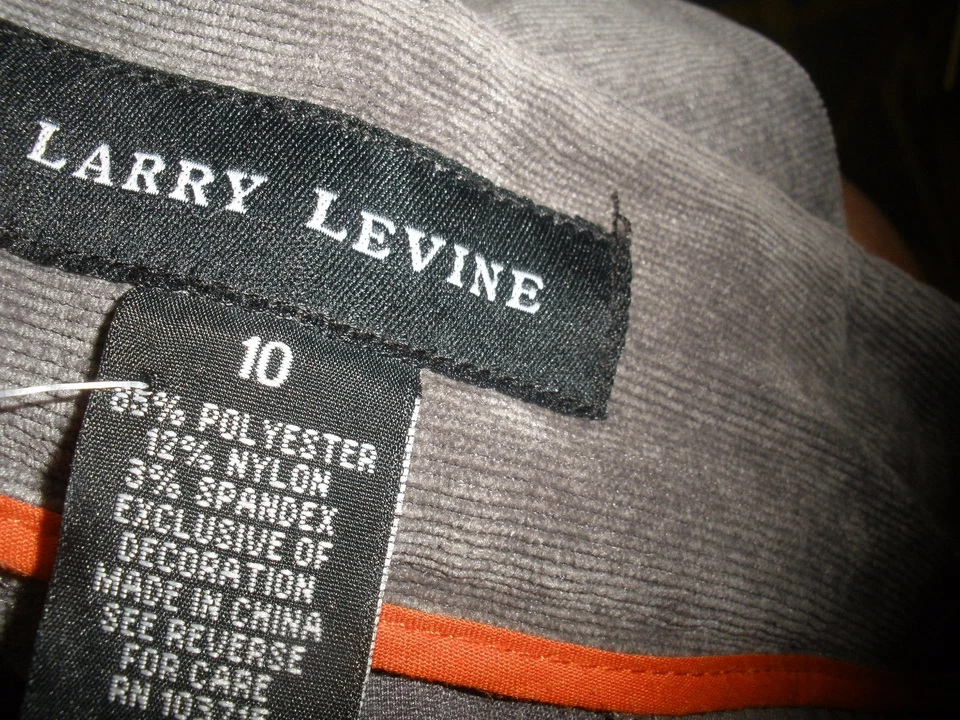 LARRY LEVINE
10
85% POLYESTER
12% NYLON
3% SPANDEX
EXCLUSIVE OF
DECORATION
MADE IN CHINA
SEE REVERSE
FOR CARE
RN